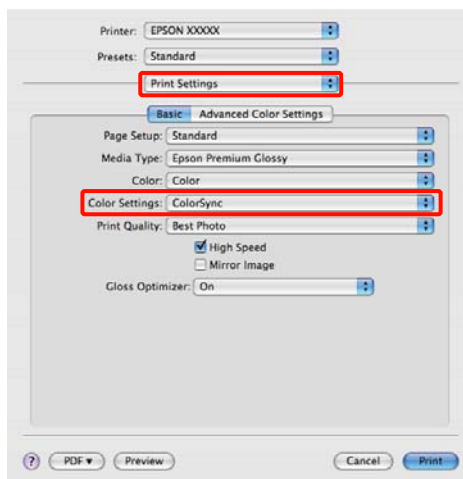 Printer: EPSON XXXXX
Presets: Standard
Print Settings
Basic Advanced Color Settings
Page Setup: Standard
Media Type: Epson Premium Glossy
Color: Color
Color Settings: ColorSync
Print Quality: Best Photo
High Speed
Mirror Image
Gloss Optimizer: On
? PDF ▼ Preview Cancel Print